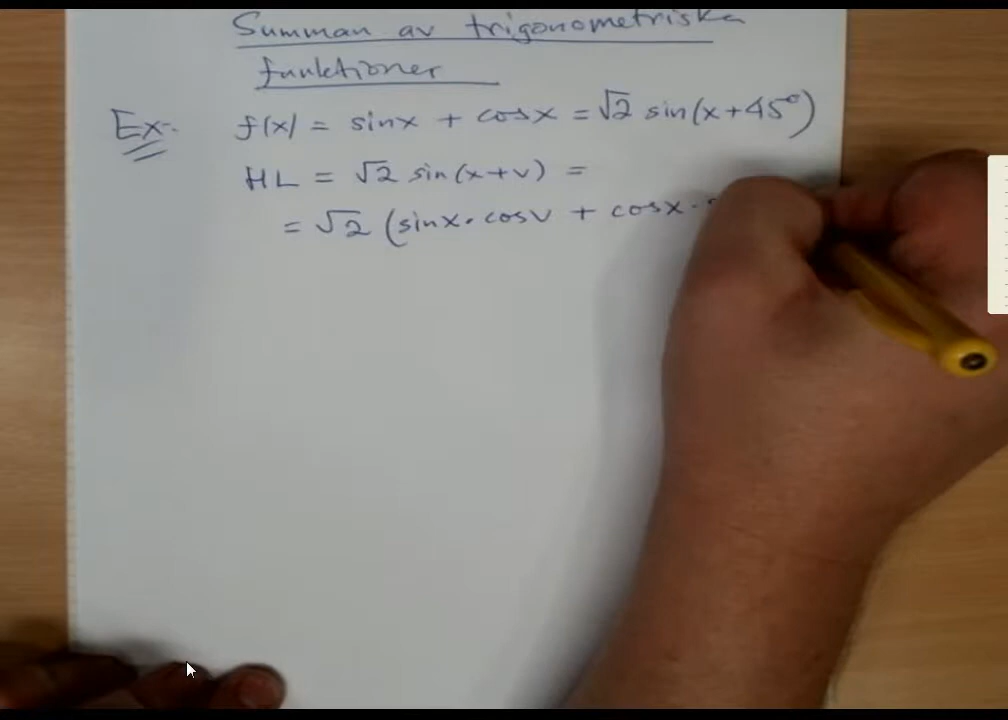 Summan av trigonometriska
funktioner
Ex. f(x) = sinx + cosx = √2 sin(x+45°)
HL = √2 sin(x+v) =
= √2 (sinx·cosv + cosx·